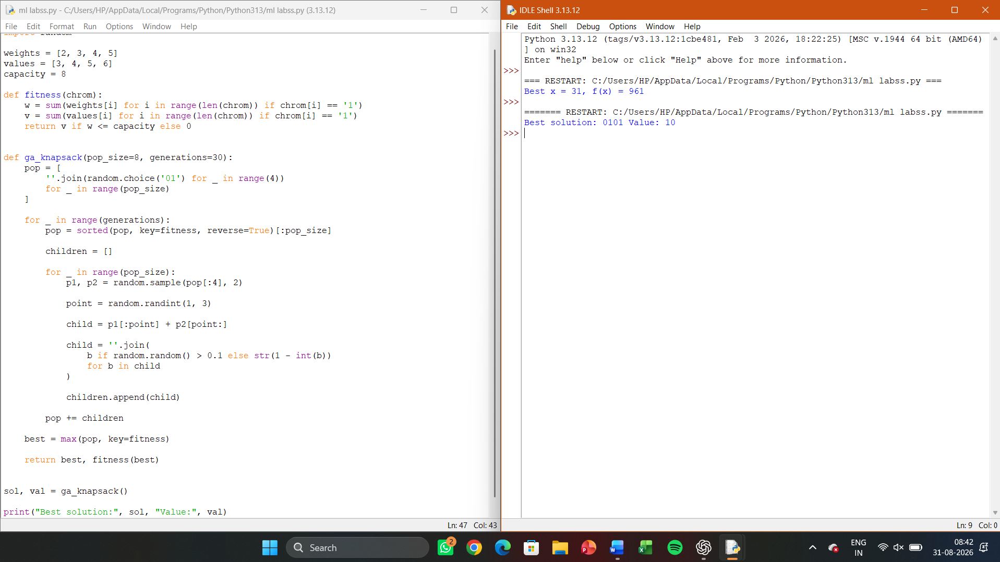 ml labss.py - C:/Users/HP/AppData/Local/Programs/Python/Python313/ml labss.py (3.13.12)
File Edit Format Run Options Window Help
import random
weights = [2, 3, 4, 5]
values = [3, 4, 5, 6]
capacity = 8
def fitness(chrom):
    w = sum(weights[i] for i in range(len(chrom)) if chrom[i] == '1')
    v = sum(values[i] for i in range(len(chrom)) if chrom[i] == '1')
    return v if w <= capacity else 0
def ga_knapsack(pop_size=8, generations=30):
    pop = [
        ''.join(random.choice('01') for _ in range(4))
        for _ in range(pop_size)
    ]
    for _ in range(generations):
        pop = sorted(pop, key=fitness, reverse=True)[:pop_size]
        children = []
        for _ in range(pop_size):
            p1, p2 = random.sample(pop[:4], 2)
            point = random.randint(1, 3)
            child = p1[:point] + p2[point:]
            child = ''.join(
                b if random.random() > 0.1 else str(1 - int(b))
                for b in child
            )
            children.append(child)
        pop += children
    best = max(pop, key=fitness)
    return best, fitness(best)
sol, val = ga_knapsack()
print("Best solution:", sol, "Value:", val)
Ln: 47 Col: 43
IDLE Shell 3.13.12
File Edit Shell Debug Options Window Help
Python 3.13.12 (tags/v3.13.12:1cbe481, Feb  3 2026, 18:22:25) [MSC v.1944 64 bit (AMD64)
] on win32
Enter "help" below or click "Help" above for more information.
>>>
=== RESTART: C:/Users/HP/AppData/Local/Programs/Python/Python313/ml labss.py ===
Best x = 31, f(x) = 961
>>>
======= RESTART: C:/Users/HP/AppData/Local/Programs/Python/Python313/ml labss.py =======
Best solution: 0101 Value: 10
>>>
Ln: 9 Col: 0
Search
2
ENG
IN
08:42
31-08-2026